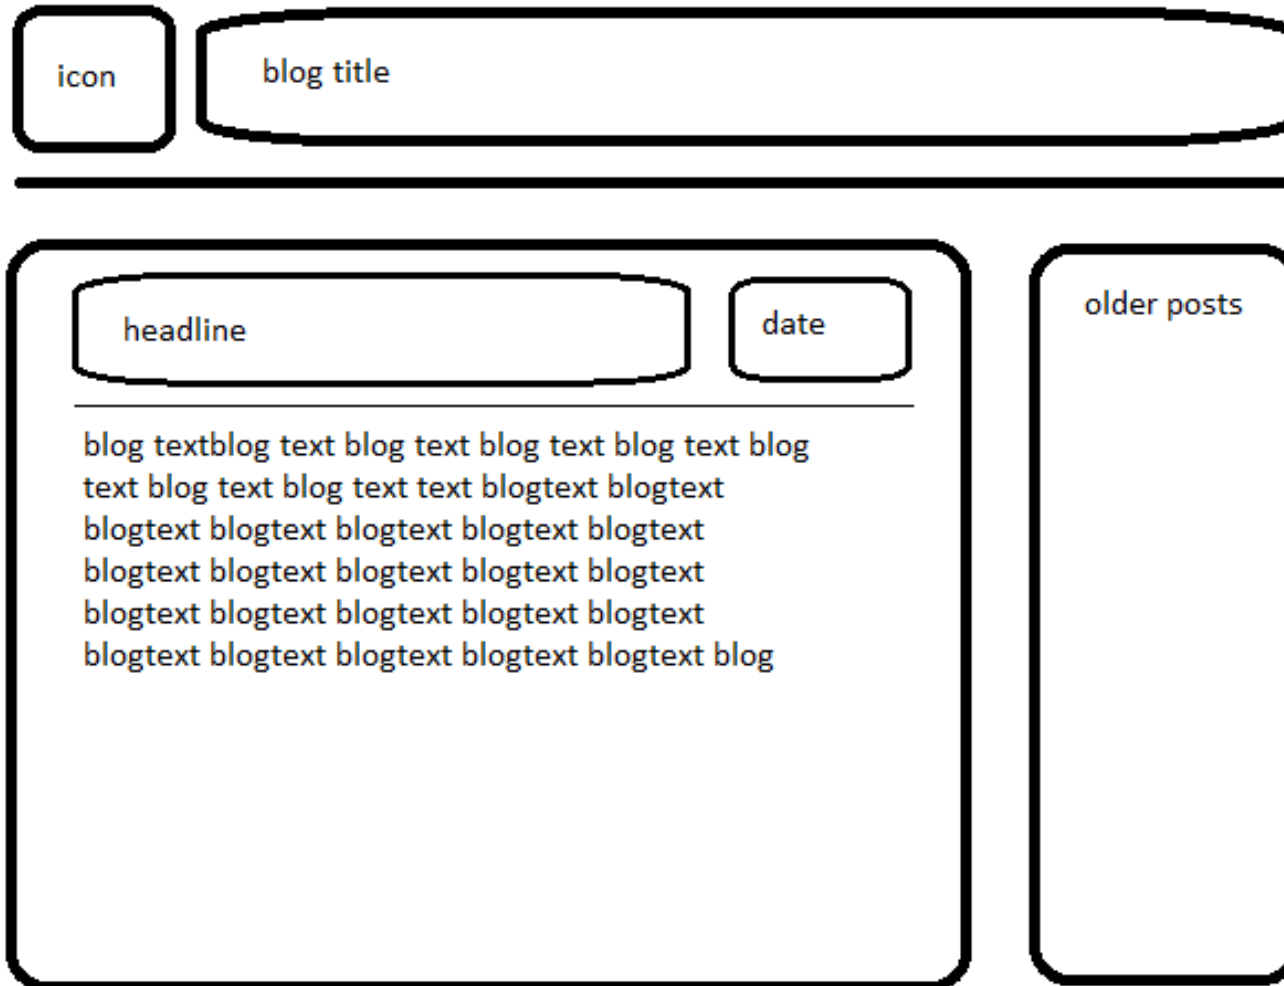 icon
blog title
headline
date
older posts
blog textblog text blog text blog text blog text blog
text blog text blog text text blogtext blogtext
blogtext blogtext blogtext blogtext blogtext
blogtext blogtext blogtext blogtext blogtext
blogtext blogtext blogtext blogtext blogtext
blogtext blogtext blogtext blogtext blogtext blog